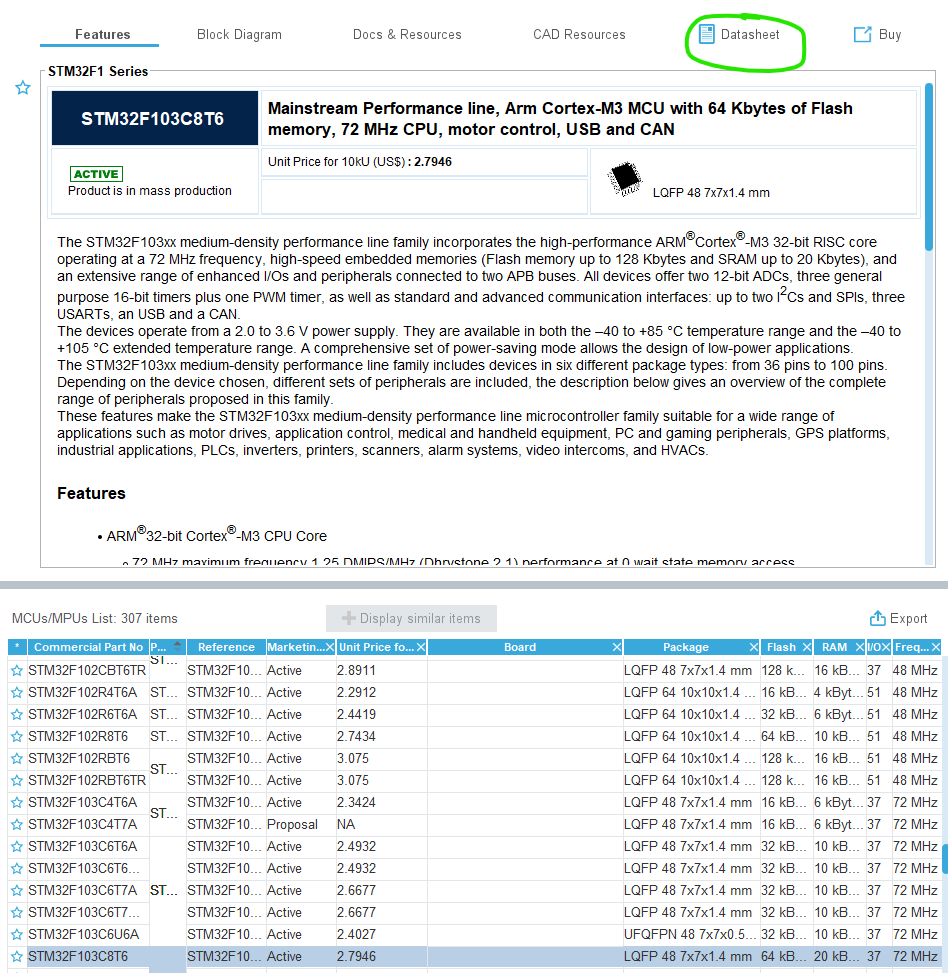 Features Block Diagram Docs & Resources CAD Resources Datasheet Buy
STM32F1 Series
STM32F103C8T6
Mainstream Performance line, Arm Cortex-M3 MCU with 64 Kbytes of Flash
memory, 72 MHz CPU, motor control, USB and CAN
ACTIVE
Product is in mass production
Unit Price for 10kU (US$) : 2.7946
LQFP 48 7x7x1.4 mm
The STM32F103xx medium-density performance line family incorporates the high-performance ARM®Cortex®-M3 32-bit RISC core
operating at a 72 MHz frequency, high-speed embedded memories (Flash memory up to 128 Kbytes and SRAM up to 20 Kbytes), and
an extensive range of enhanced I/Os and peripherals connected to two APB buses. All devices offer two 12-bit ADCs, three general
purpose 16-bit timers plus one PWM timer, as well as standard and advanced communication interfaces: up to two I²Cs and SPIs, three
USARTs, an USB and a CAN.
The devices operate from a 2.0 to 3.6 V power supply. They are available in both the –40 to +85 °C temperature range and the –40 to
+105 °C extended temperature range. A comprehensive set of power-saving mode allows the design of low-power applications.
The STM32F103xx medium-density performance line family includes devices in six different package types: from 36 pins to 100 pins.
Depending on the device chosen, different sets of peripherals are included, the description below gives an overview of the complete
range of peripherals proposed in this family.
These features make the STM32F103xx medium-density performance line microcontroller family suitable for a wide range of
applications such as motor drives, application control, medical and handheld equipment, PC and gaming peripherals, GPS platforms,
industrial applications, PLCs, inverters, printers, scanners, alarm systems, video intercoms, and HVACs.
Features
• ARM®32-bit Cortex®-M3 CPU Core
72 MHz maximum frequency 1.25 DMIPS/MHz (Dhrystone 2.1) performance at 0 wait state memory access
MCUs/MPUs List: 307 items + Display similar items Export
* Commercial Part No P... Reference Marketin... Unit Price fo... Board Package Flash RAM I/O Freq...
ST...
STM32F102CBT6TR STM32F10... Active 2.8911 LQFP 48 7x7x1.4 mm 128 k... 16 kB... 37 48 MHz
STM32F102R4T6A ST... STM32F10... Active 2.2912 LQFP 64 10x10x1.4 ... 16 kB... 4 kByt... 51 48 MHz
STM32F102R6T6A ST... STM32F10... Active 2.4419 LQFP 64 10x10x1.4 ... 32 kB... 6 kByt... 51 48 MHz
STM32F102R8T6 ST... STM32F10... Active 2.7434 LQFP 64 10x10x1.4 ... 64 kB... 10 kB... 51 48 MHz
STM32F102RBT6 STM32F10... Active 3.075 LQFP 64 10x10x1.4 ... 128 k... 16 kB... 51 48 MHz
ST...
STM32F102RBT6TR STM32F10... Active 3.075 LQFP 64 10x10x1.4 ... 128 k... 16 kB... 51 48 MHz
STM32F103C4T6A STM32F10... Active 2.3424 LQFP 48 7x7x1.4 mm 16 kB... 6 kByt... 37 72 MHz
ST...
STM32F103C4T7A STM32F10... Proposal NA LQFP 48 7x7x1.4 mm 16 kB... 6 kByt... 37 72 MHz
STM32F103C6T6A STM32F10... Active 2.4932 LQFP 48 7x7x1.4 mm 32 kB... 10 kB... 37 72 MHz
STM32F103C6T6... STM32F10... Active 2.4932 LQFP 48 7x7x1.4 mm 32 kB... 10 kB... 37 72 MHz
STM32F103C6T7A ST... STM32F10... Active 2.6677 LQFP 48 7x7x1.4 mm 32 kB... 10 kB... 37 72 MHz
STM32F103C6T7... STM32F10... Active 2.6677 LQFP 48 7x7x1.4 mm 32 kB... 10 kB... 37 72 MHz
STM32F103C6U6A STM32F10... Active 2.4027 UFQFPN 48 7x7x0.5... 32 kB... 10 kB... 37 72 MHz
STM32F103C8T6 STM32F10... Active 2.7946 LQFP 48 7x7x1.4 mm 64 kB... 20 kB... 37 72 MHz